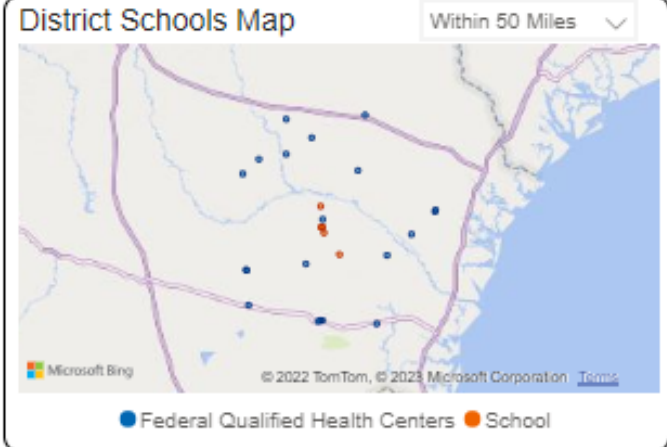 District Schools Map
Within 50 Miles
Microsoft Bing
© 2022 TomTom, © 2023 Microsoft Corporation Terms
Federal Qualified Health Centers School